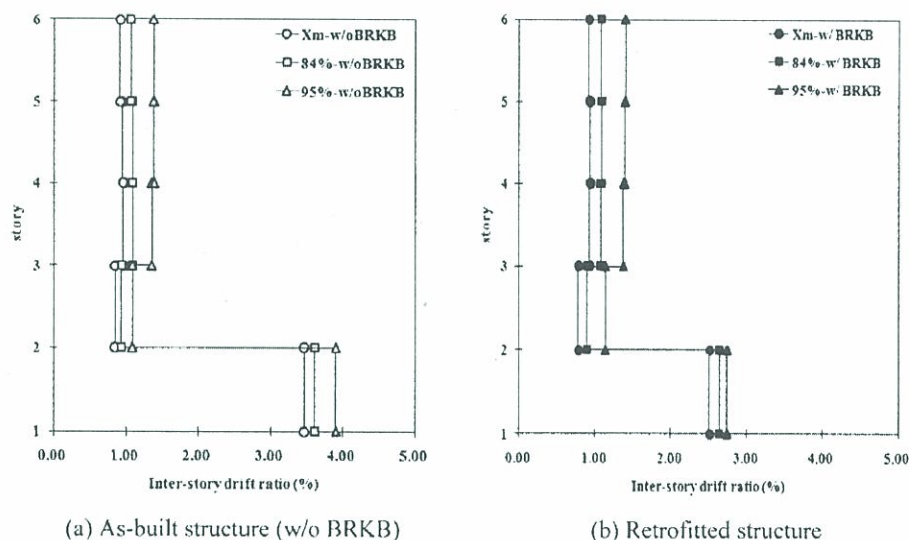 6
5
4
3
2
1
story
Xm-w/oBRKB
84%-w/oBRKB
95%-w/oBRKB
0.00 1.00 2.00 3.00 4.00 5.00
Inter-story drift ratio (%)
(a) As-built structure (w/o BRKB)
6
5
4
3
2
1
story
Xm-w/ BRKB
84%-w/ BRKB
95%-w/ BRKB
0.00 1.00 2.00 3.00 4.00 5.00
Inter-story drift ratio (%)
(b) Retrofitted structure